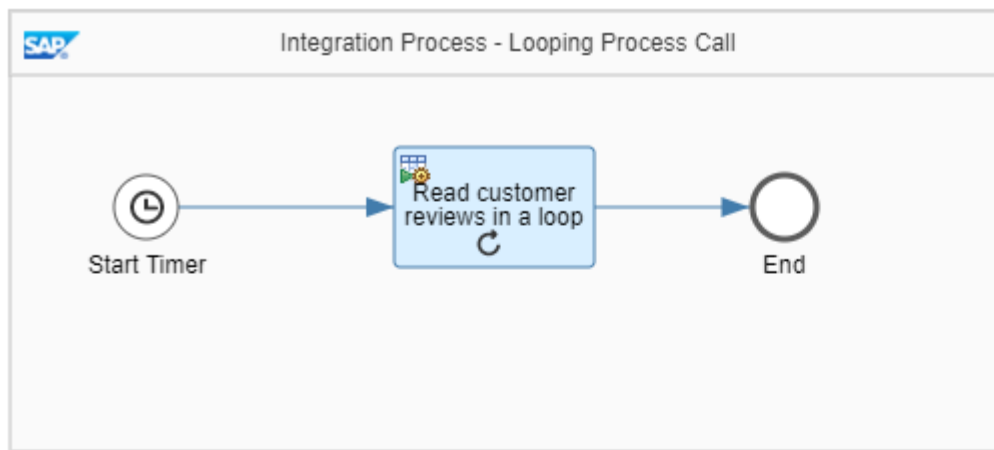 SAP
Integration Process - Looping Process Call
Read customer
reviews in a loop
Start Timer
End